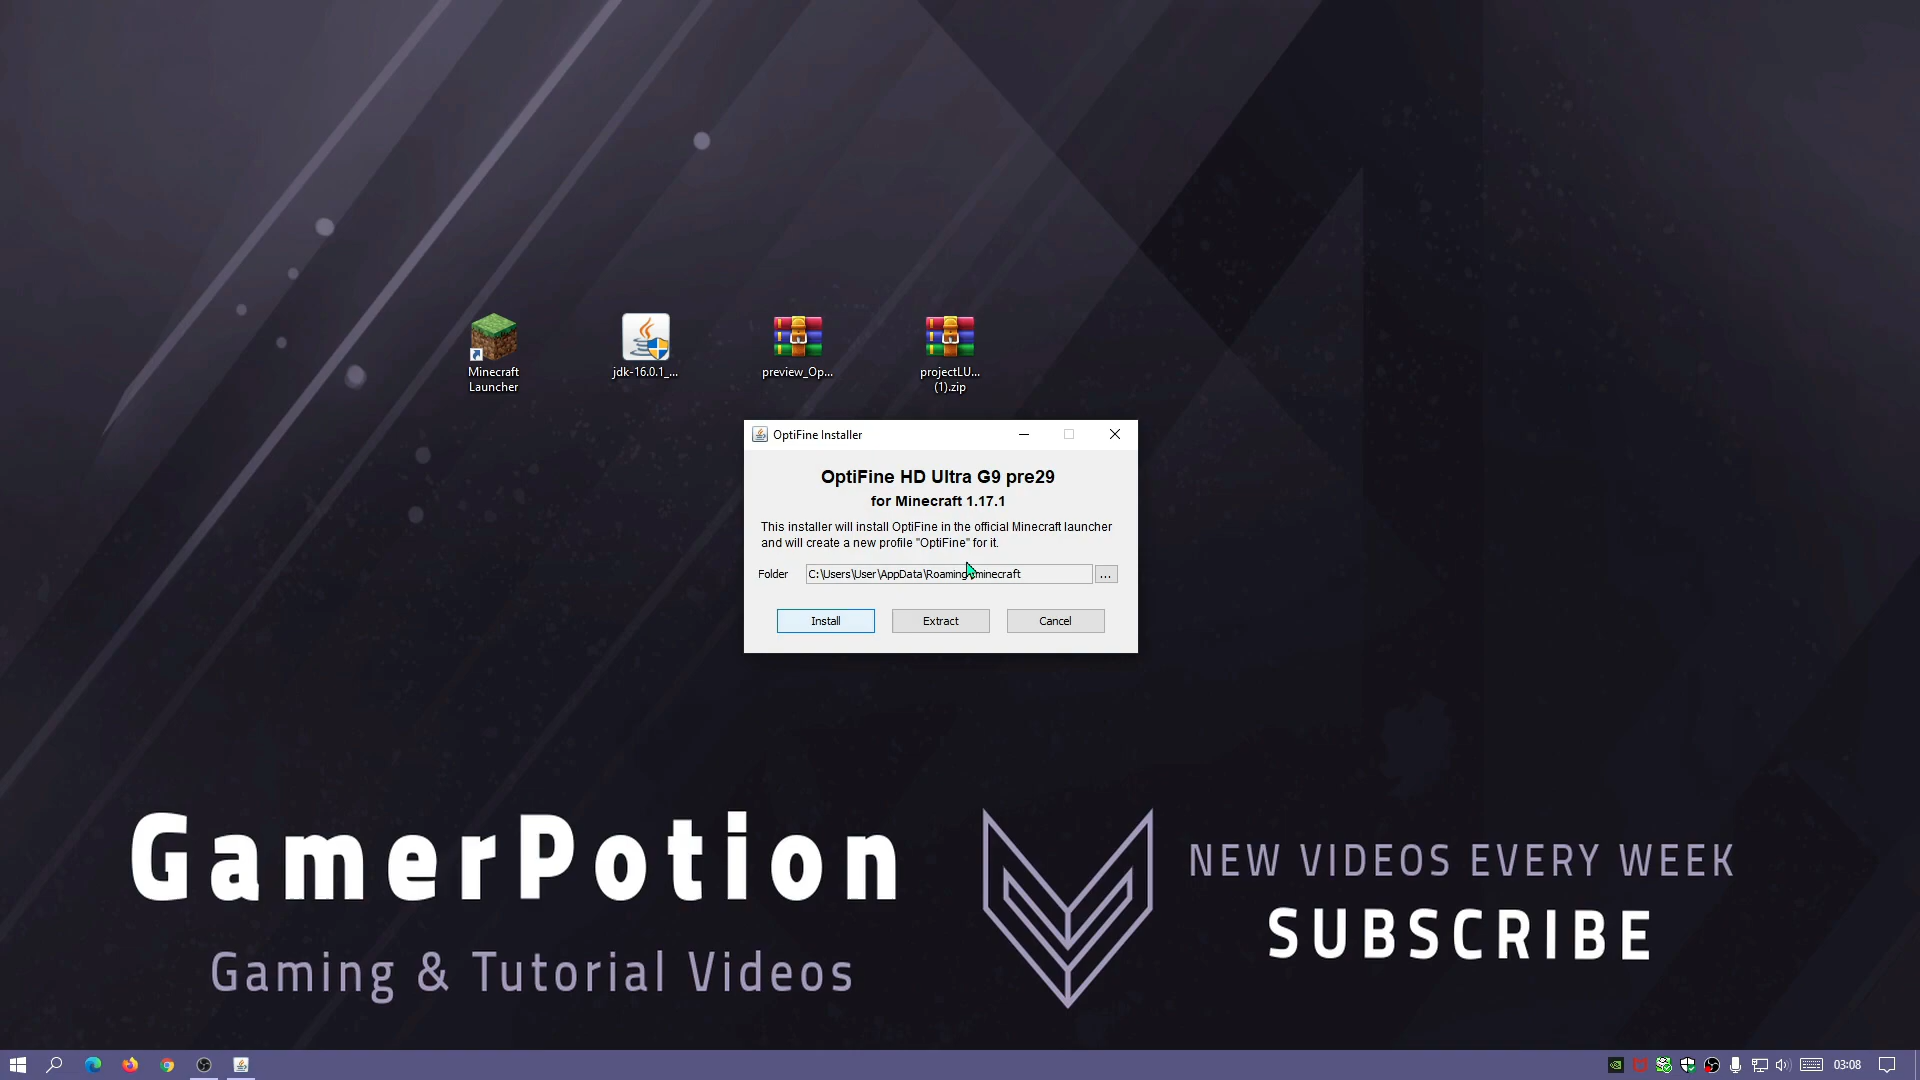 Minecraft
Launcher
jdk-16.0.1_...
preview_Op...
projectLU...
(1).zip
OptiFine Installer
OptiFine HD Ultra G9 pre29
for Minecraft 1.17.1
This installer will install OptiFine in the official Minecraft launcher
and will create a new profile "OptiFine" for it.
Folder
C:\Users\User\AppData\Roaming\.minecraft
...
Install
Extract
Cancel
GamerPotion
Gaming & Tutorial Videos
NEW VIDEOS EVERY WEEK
SUBSCRIBE
03:08